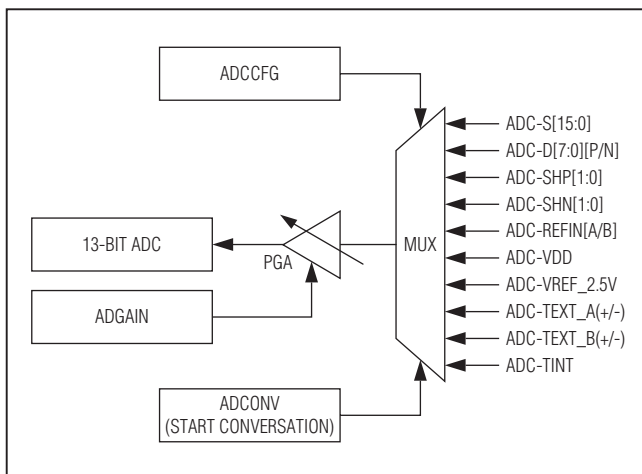 ADCCFG
ADC-S[15:0]
ADC-D[7:0][P/N]
ADC-SHP[1:0]
ADC-SHN[1:0]
ADC-REFIN[A/B]
ADC-VDD
ADC-VREF_2.5V
ADC-TEXT_A(+/-)
ADC-TEXT_B(+/-)
ADC-TINT
MUX
13-BIT ADC
PGA
ADGAIN
ADCONV
(START CONVERSATION)